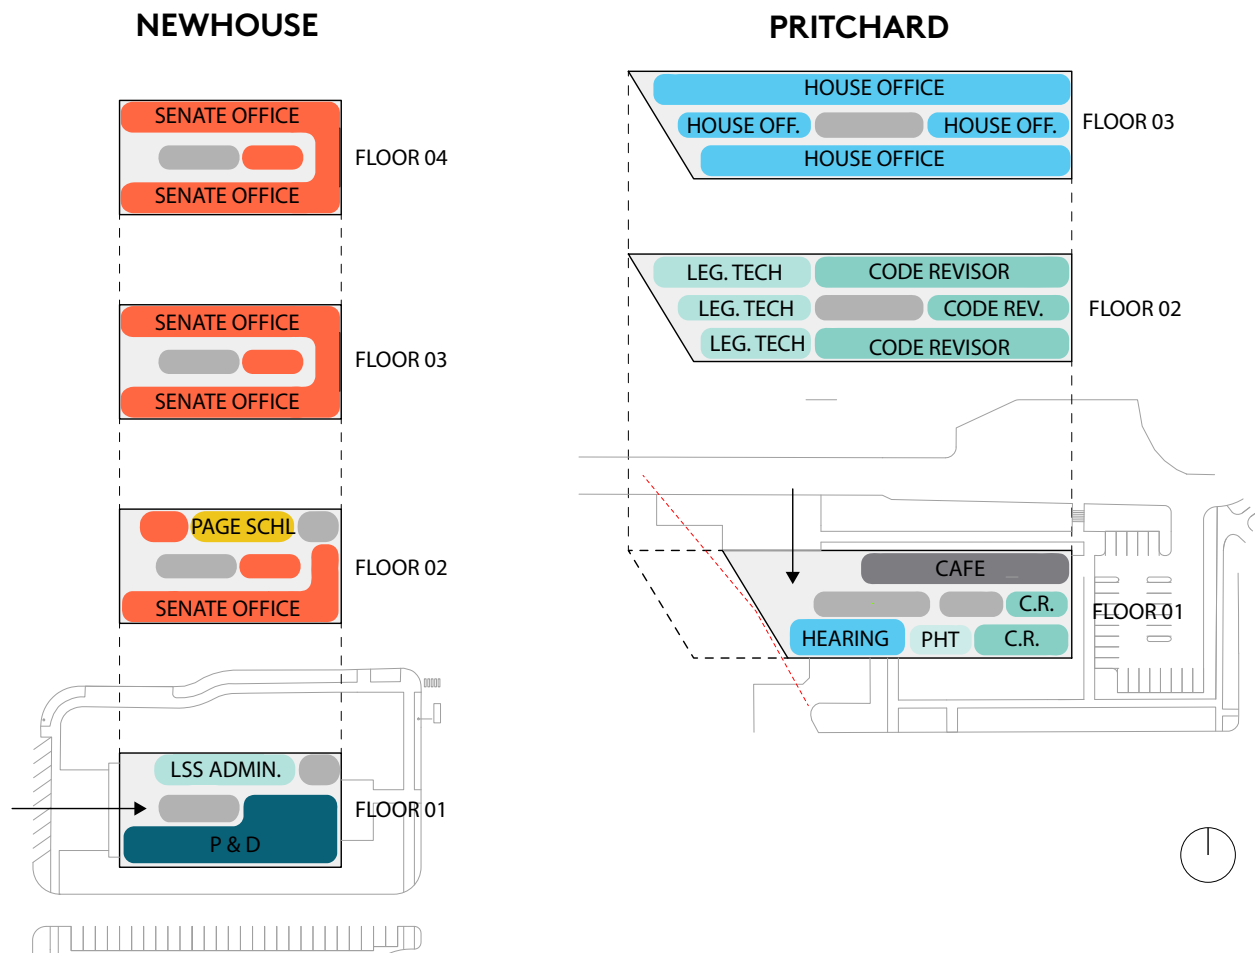 NEWHOUSE
SENATE OFFICE
FLOOR 04
SENATE OFFICE
SENATE OFFICE
FLOOR 03
SENATE OFFICE
PAGE SCHL
FLOOR 02
SENATE OFFICE
LSS ADMIN.
FLOOR 01
P & D
PRITCHARD
HOUSE OFFICE
HOUSE OFF.
HOUSE OFF.
FLOOR 03
HOUSE OFFICE
LEG. TECH
CODE REVISOR
LEG. TECH
CODE REV.
FLOOR 02
LEG. TECH
CODE REVISOR
CAFE
C.R.
FLOOR 01
HEARING
PHT
C.R.